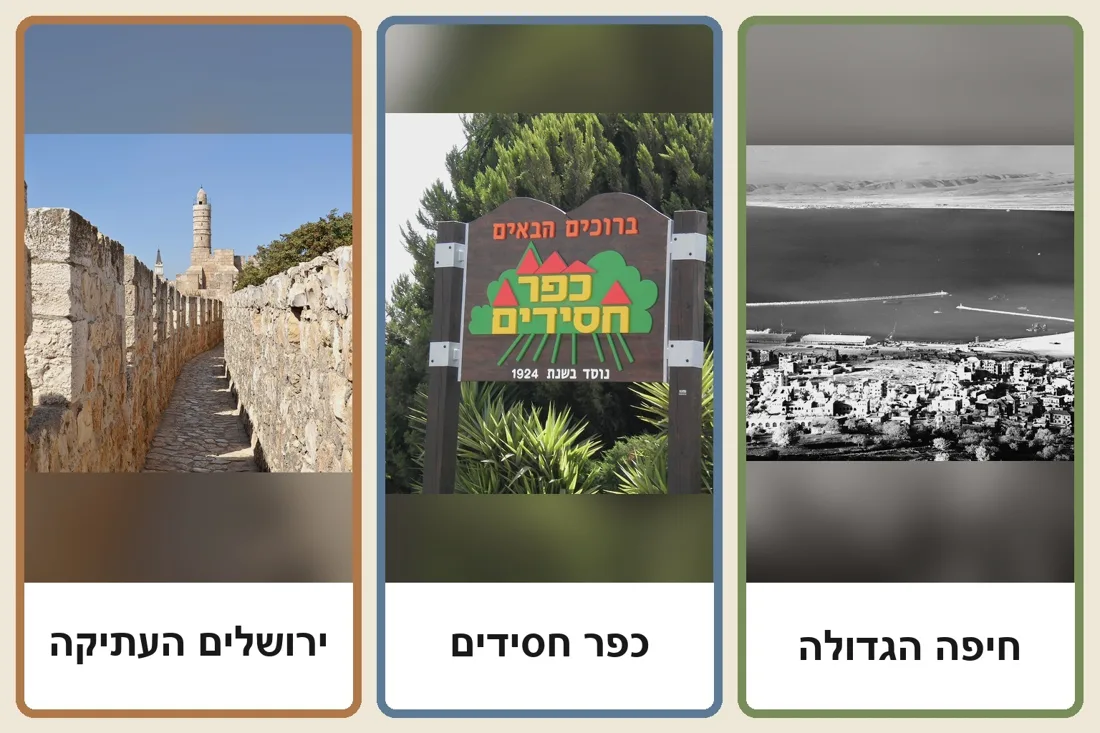 חיפה הגדולה
ברוכים הבאים
כפר
חסידים
נוסד בשנת 1924
כפר חסידים
ירושלים העתיקה